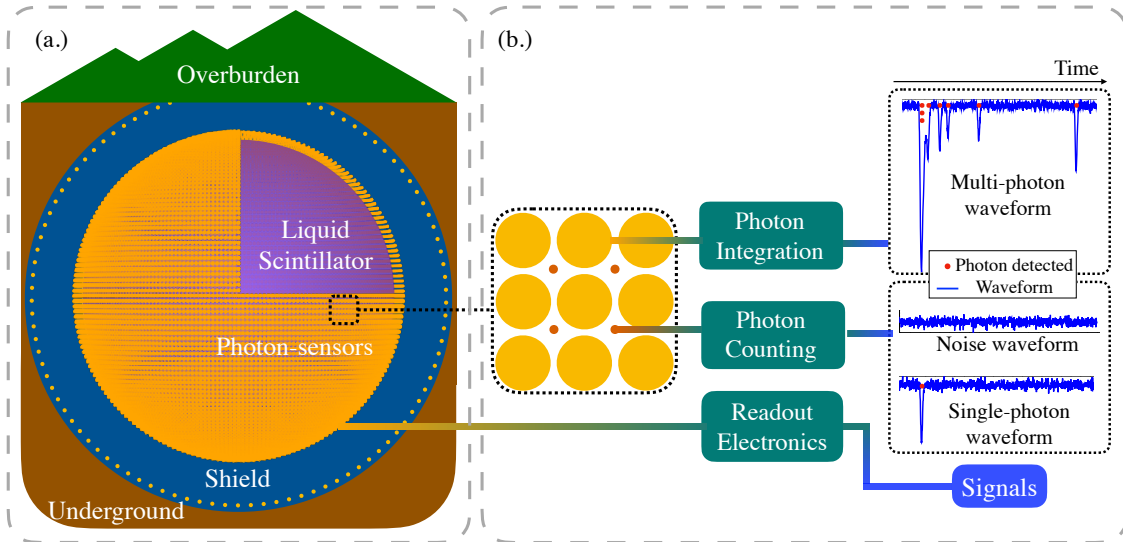 (a.)
Overburden
Liquid
Scintillator
Photon-sensors
Shield
Underground
(b.)
Time
Photon
Integration
Multi-photon
waveform
Photon detected
Waveform
Photon
Counting
Noise waveform
Single-photon
waveform
Readout
Electronics
Signals